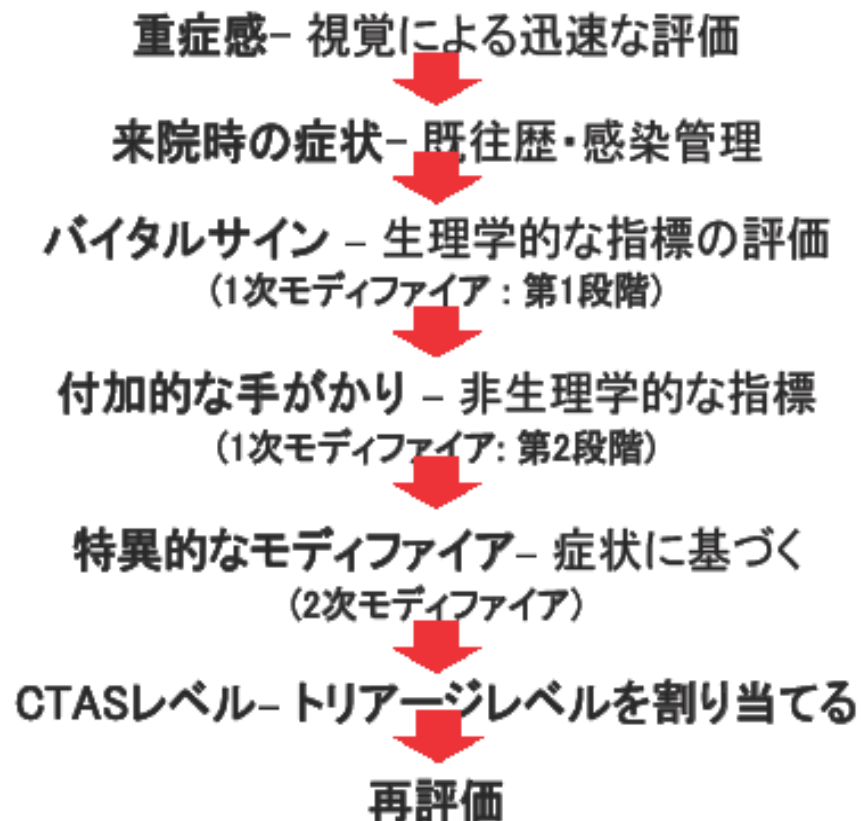 重症感– 視覚による迅速な評価
来院時の症状– 既往歴・感染管理
バイタルサイン – 生理学的な指標の評価
(1次モディファイア : 第1段階)
付加的な手がかり – 非生理学的な指標
(1次モディファイア: 第2段階)
特異的なモディファイア– 症状に基づく
(2次モディファイア)
CTASレベル– トリアージレベルを割り当てる
再評価